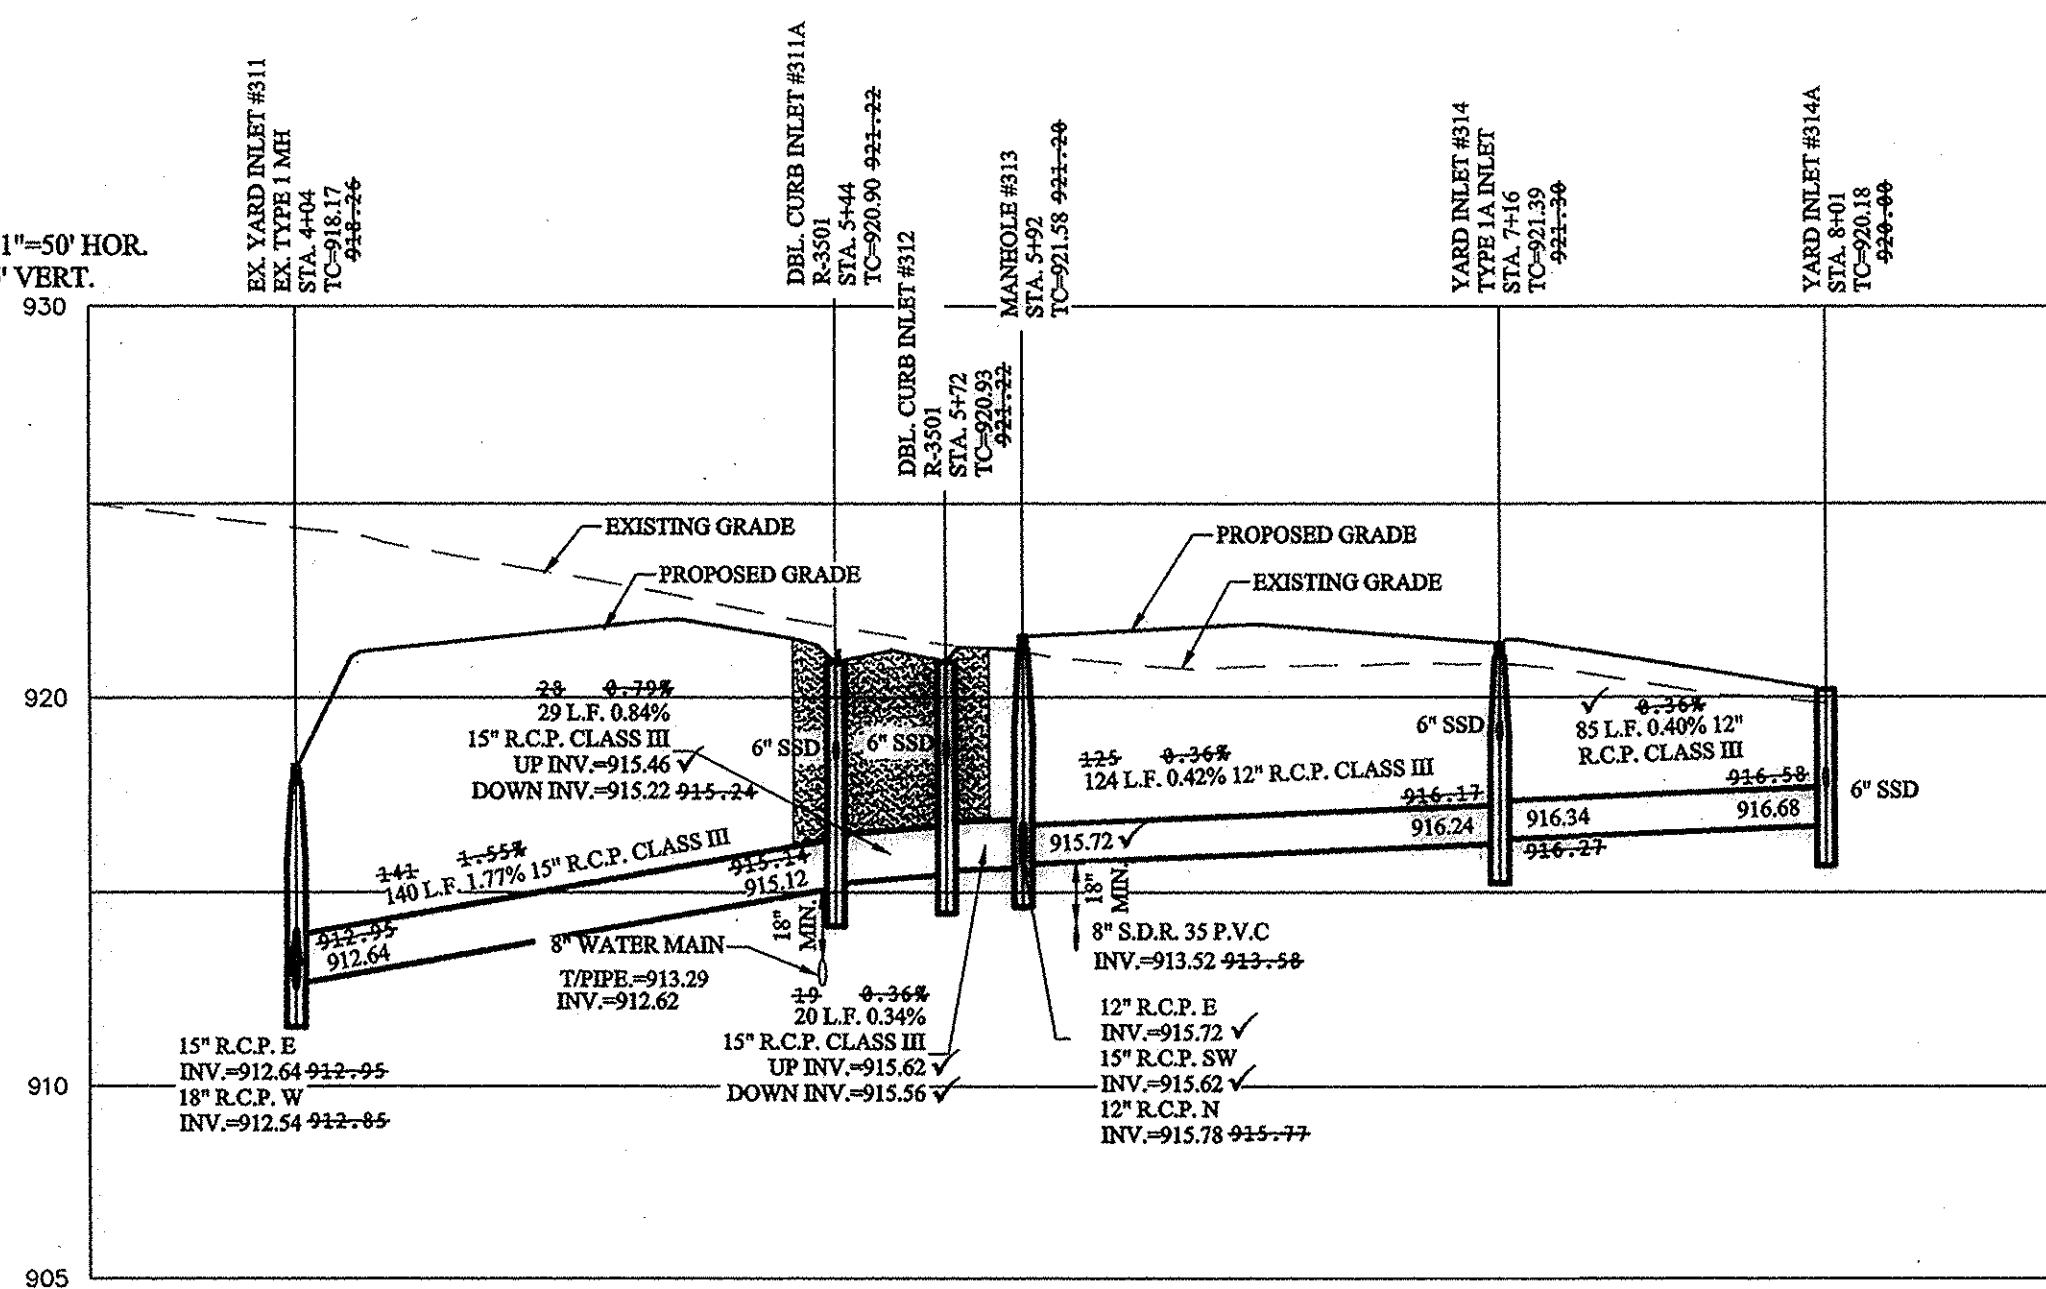 1"=50' HOR.
' VERT.
EX. YARD INLET #311
EX. TYPE 1 MH
STA. 4+04
TC=918.17
918.26
DBL. CURB INLET #311A
R-3501
STA. 5+44
TC=920.90 921.22
DBL. CURB INLET #312
R-3501
STA. 5+72
TC=920.93
921.22
MANHOLE #313
STA. 5+92
TC=921.58 921.20
YARD INLET #314
TYPE 1A INLET
STA. 7+16
TC=921.39
921.30
YARD INLET #314A
STA. 8+01
TC=920.18
920.00
930
920
910
905
EXISTING GRADE
PROPOSED GRADE
PROPOSED GRADE
EXISTING GRADE
28 0.79%
29 L.F. 0.84%
15" R.C.P. CLASS III
UP INV.=915.46 ✓
DOWN INV.=915.22 915.24
6" SSD
6" SSD
125 0.36%
124 L.F. 0.42% 12" R.C.P. CLASS III
6" SSD
✓ 0.36%
85 L.F. 0.40% 12"
R.C.P. CLASS III
6" SSD
141 1.55%
140 L.F. 1.77% 15" R.C.P. CLASS III
912.95
912.64
915.14
915.12
915.72 ✓
916.17
916.24
916.34
916.27
916.58
916.68
18"
MIN.
18"
MIN.
8" WATER MAIN
T/PIPE.=913.29
INV.=912.62
8" S.D.R. 35 P.V.C
INV.=913.52 913.58
19 0.36%
20 L.F. 0.34%
15" R.C.P. CLASS III
UP INV.=915.62 ✓
DOWN INV.=915.56 ✓
12" R.C.P. E
INV.=915.72 ✓
15" R.C.P. SW
INV.=915.62 ✓
12" R.C.P. N
INV.=915.78 915.77
15" R.C.P. E
INV.=912.64 912.95
18" R.C.P. W
INV.=912.54 912.85